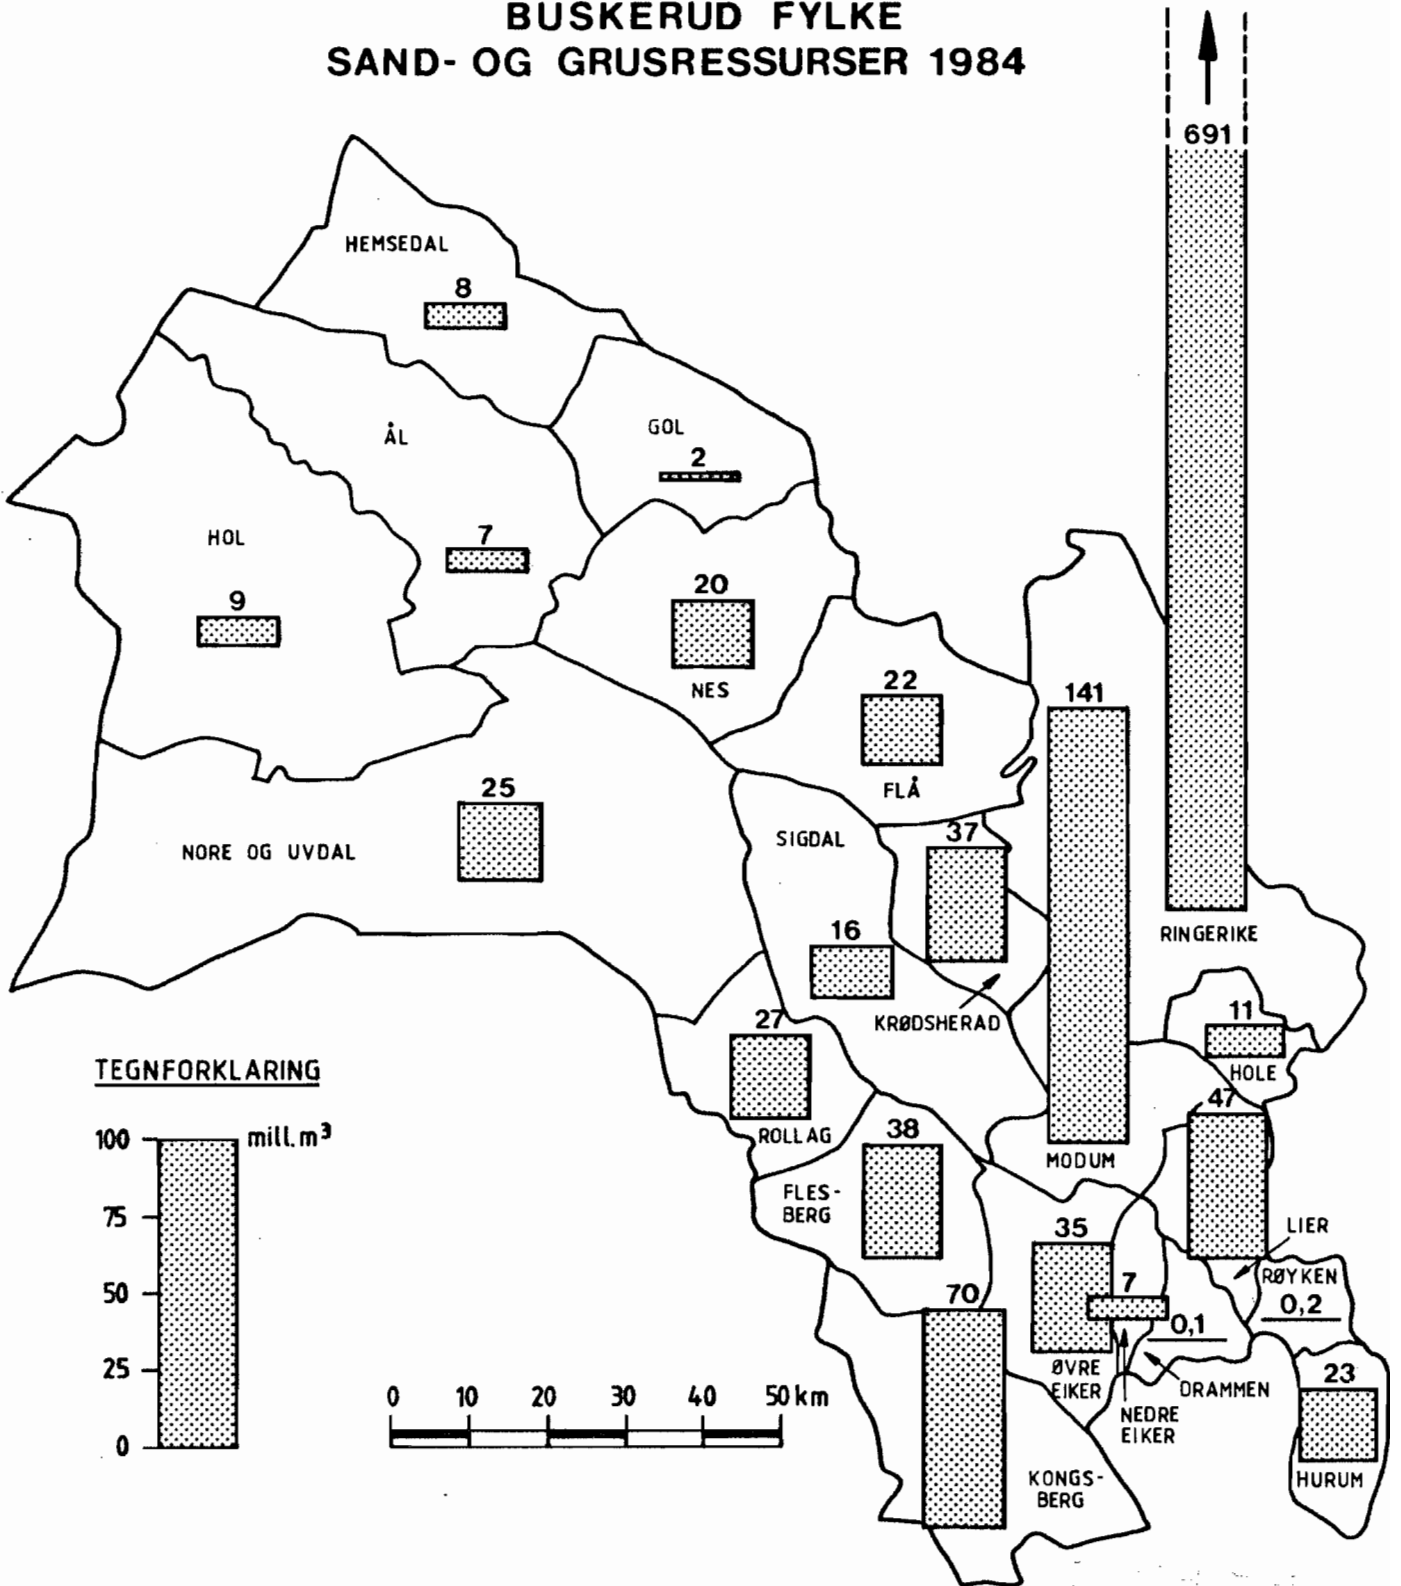 BUSKERUD FYLKE
SAND- OG GRUSRESSURSER 1984
691
HEMSEDAL
8
ÅL
GOL
2
HOL
7
9
20
NES
22
141
FLÅ
25
NORE OG UVDAL
SIGDAL
37
16
RINGERIKE
KRØDSHERAD
11
HOLE
27
ROLLAG
47
38
MODUM
FLES-
BERG
35
LIER
RØYKEN
0,2
7
0,1
70
ØVRE
EIKER
DRAMMEN
NEDRE
EIKER
23
HURUM
KONGS-
BERG
TEGNFORKLARING
100 mill.m³
75
50
25
0
0 10 20 30 40 50 km